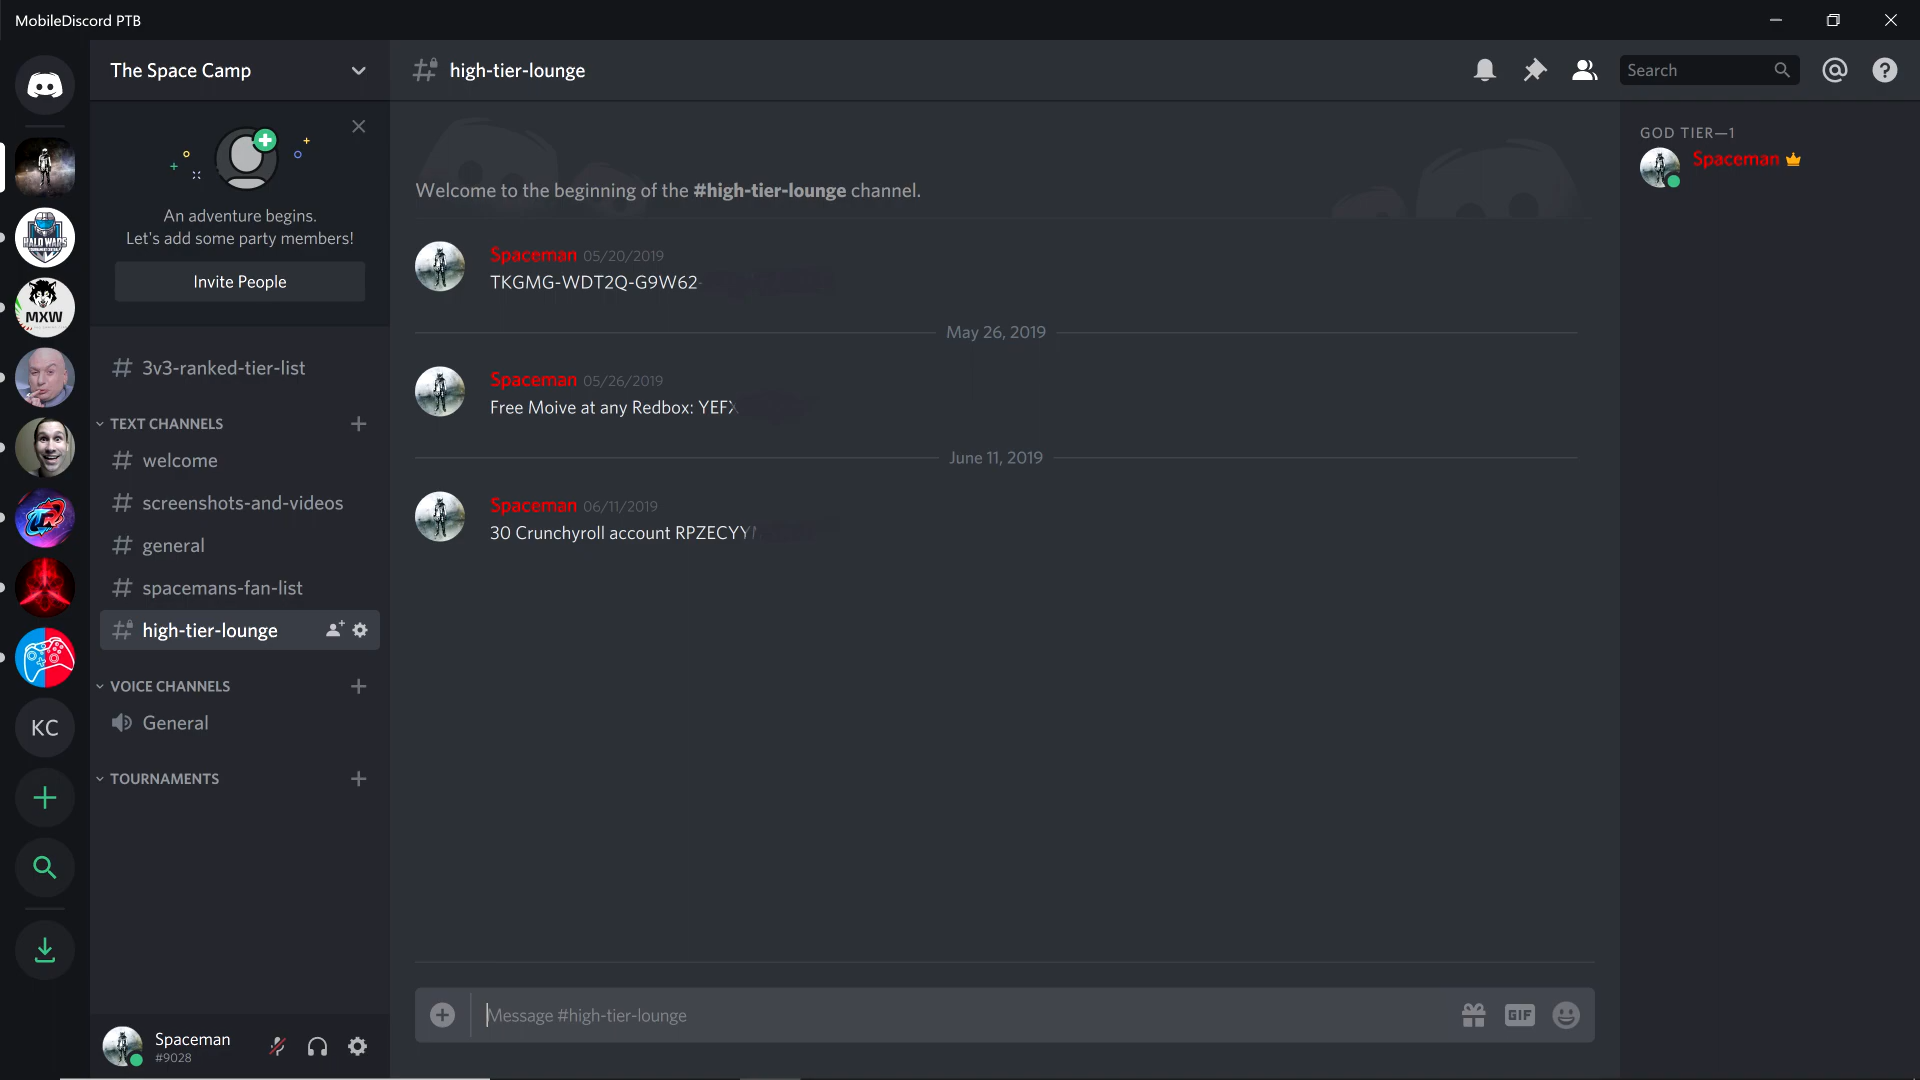 MobileDiscord PTB
The Space Camp
high-tier-lounge
Search
An adventure begins.
Let's add some party members!
Invite People
3v3-ranked-tier-list
TEXT CHANNELS
welcome
screenshots-and-videos
general
spacemans-fan-list
high-tier-lounge
VOICE CHANNELS
General
TOURNAMENTS
HALO WARS
MXW
KC
Spaceman
#9028
Welcome to the beginning of the #high-tier-lounge channel.
Spaceman 05/20/2019
TKGMG-WDT2Q-G9W62-
May 26, 2019
Spaceman 05/26/2019
Free Moive at any Redbox: YEFX
June 11, 2019
Spaceman 06/11/2019
30 Crunchyroll account RPZECYY
Message #high-tier-lounge
GIF
GOD TIER—1
Spaceman